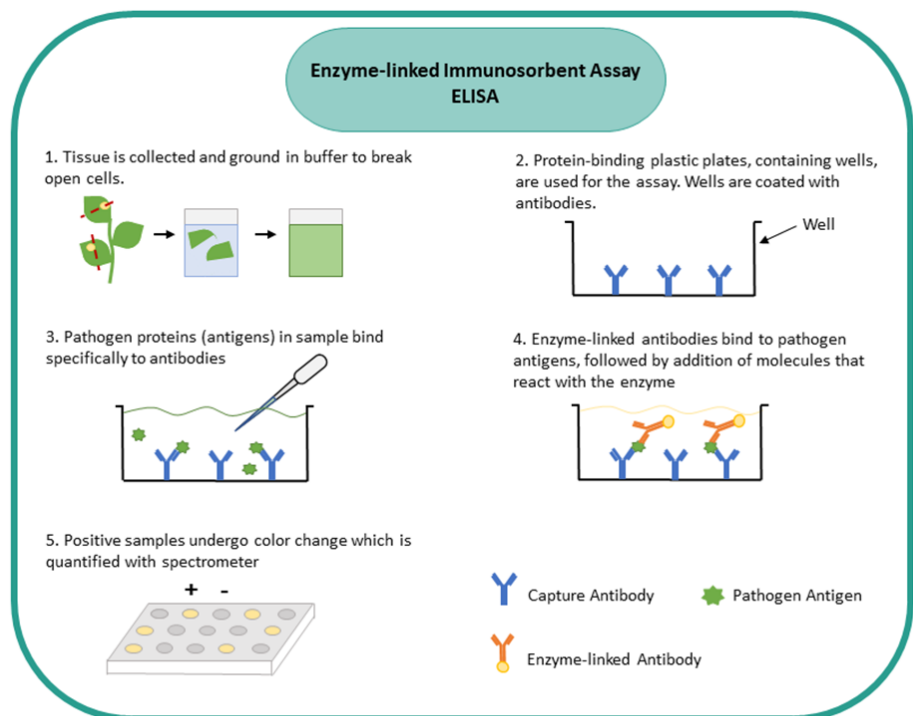 Enzyme-linked Immunosorbent Assay
ELISA
1. Tissue is collected and ground in buffer to break
open cells.
2. Protein-binding plastic plates, containing wells,
are used for the assay. Wells are coated with
antibodies.
Well
3. Pathogen proteins (antigens) in sample bind
specifically to antibodies
4. Enzyme-linked antibodies bind to pathogen
antigens, followed by addition of molecules that
react with the enzyme
5. Positive samples undergo color change which is
quantified with spectrometer
+ -
Capture Antibody
Pathogen Antigen
Enzyme-linked Antibody